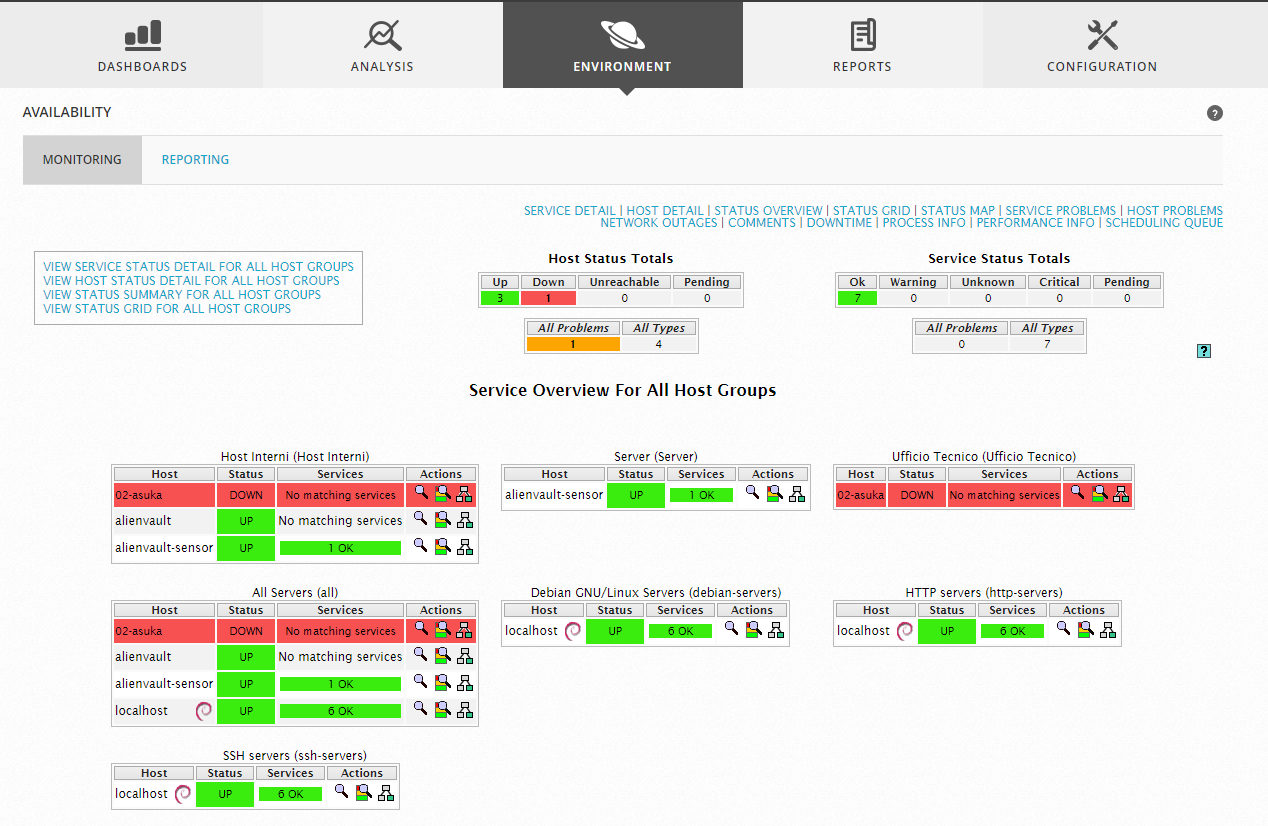 DASHBOARDS ANALYSIS ENVIRONMENT REPORTS CONFIGURATION
AVAILABILITY ?
MONITORING REPORTING
SERVICE DETAIL | HOST DETAIL | STATUS OVERVIEW | STATUS GRID | STATUS MAP | SERVICE PROBLEMS | HOST PROBLEMS
NETWORK OUTAGES | COMMENTS | DOWNTIME | PROCESS INFO | PERFORMANCE INFO | SCHEDULING QUEUE
VIEW SERVICE STATUS DETAIL FOR ALL HOST GROUPS
VIEW HOST STATUS DETAIL FOR ALL HOST GROUPS
VIEW STATUS SUMMARY FOR ALL HOST GROUPS
VIEW STATUS GRID FOR ALL HOST GROUPS
Host Status Totals
Up Down Unreachable Pending
3 1 0 0
All Problems All Types
1 4
Service Status Totals
Ok Warning Unknown Critical Pending
7 0 0 0 0
All Problems All Types
0 7
?
Service Overview For All Host Groups
Host Interni (Host Interni)
Host Status Services Actions
02-asuka DOWN No matching services
alienvault UP No matching services
alienvault-sensor UP 1 OK
Server (Server)
Host Status Services Actions
alienvault-sensor UP 1 OK
Ufficio Tecnico (Ufficio Tecnico)
Host Status Services Actions
02-asuka DOWN No matching services
All Servers (all)
Host Status Services Actions
02-asuka DOWN No matching services
alienvault UP No matching services
alienvault-sensor UP 1 OK
localhost UP 6 OK
Debian GNU/Linux Servers (debian-servers)
Host Status Services Actions
localhost UP 6 OK
HTTP servers (http-servers)
Host Status Services Actions
localhost UP 6 OK
SSH servers (ssh-servers)
Host Status Services Actions
localhost UP 6 OK